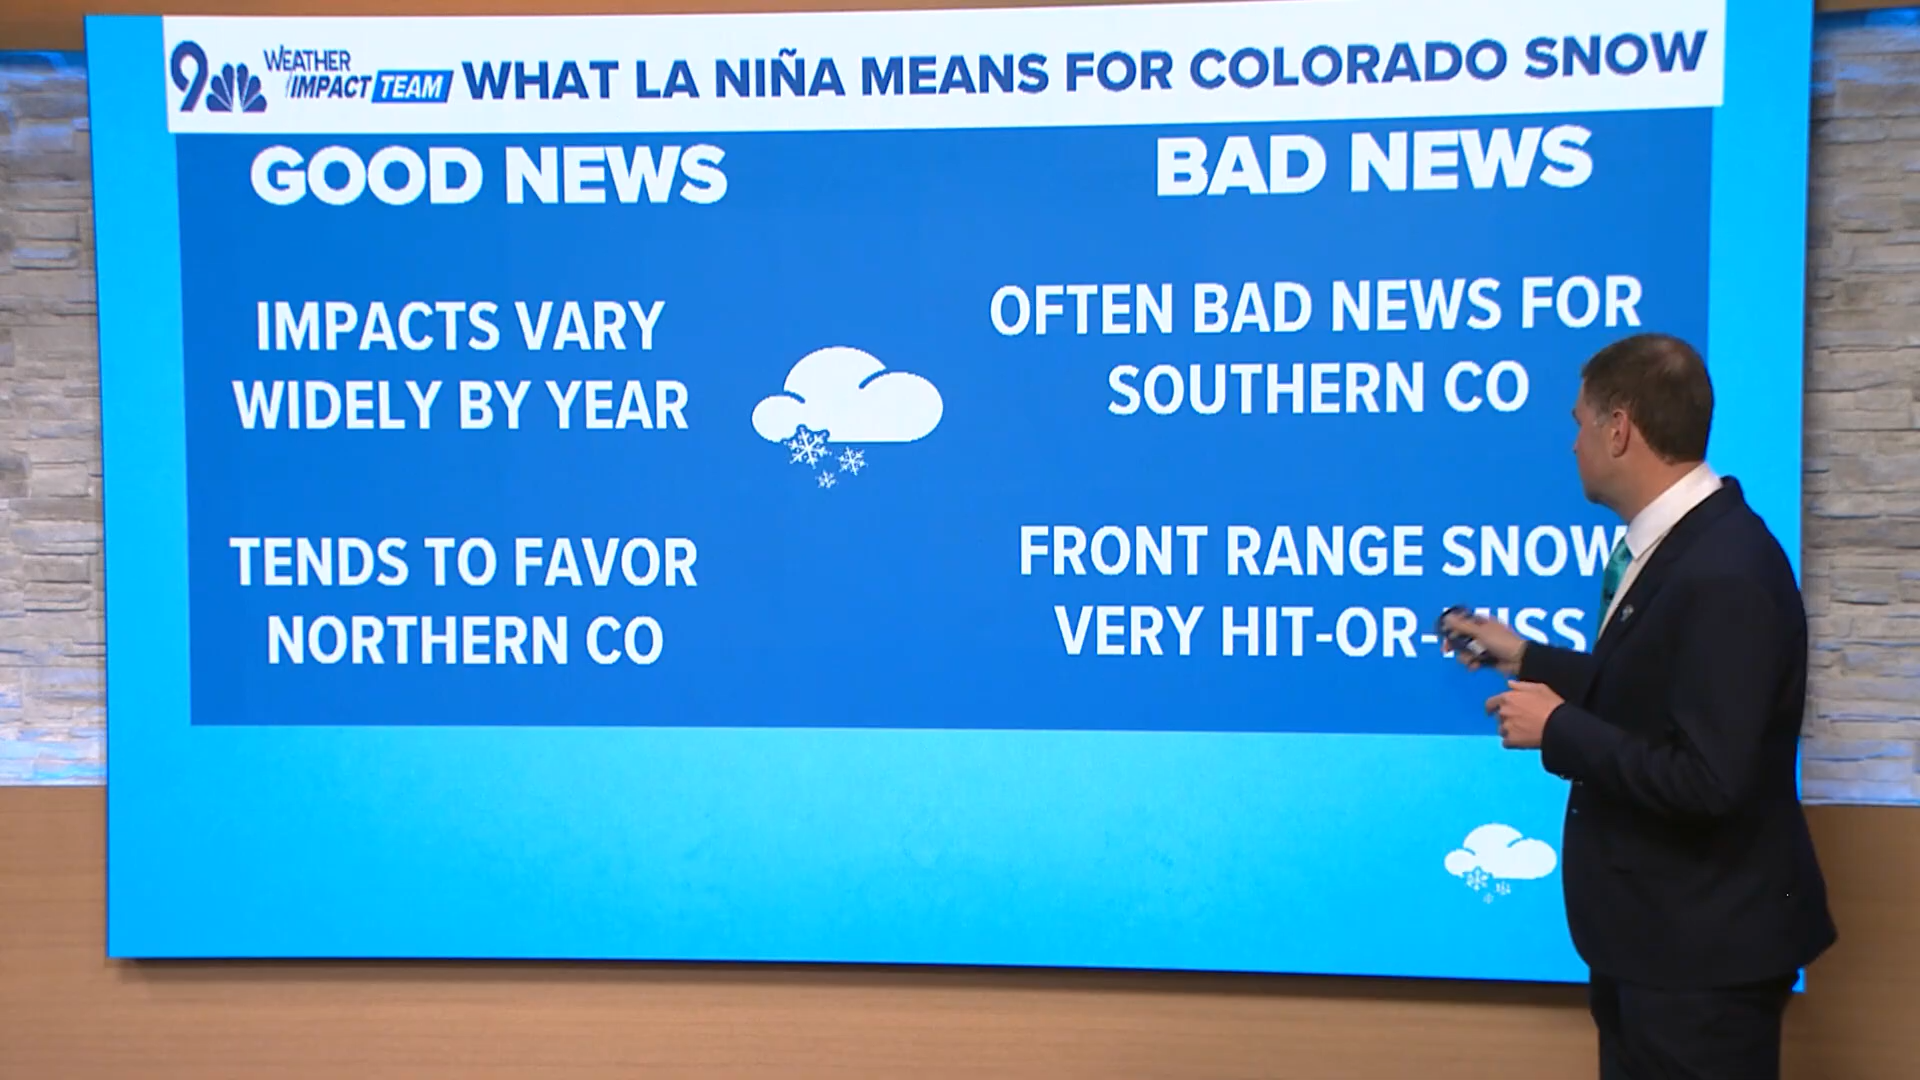 9 WEATHER IMPACT TEAM WHAT LA NIÑA MEANS FOR COLORADO SNOW
GOOD NEWS
IMPACTS VARY
WIDELY BY YEAR
TENDS TO FAVOR
NORTHERN CO
BAD NEWS
OFTEN BAD NEWS FOR
SOUTHERN CO
FRONT RANGE SNOW
VERY HIT-OR-MISS